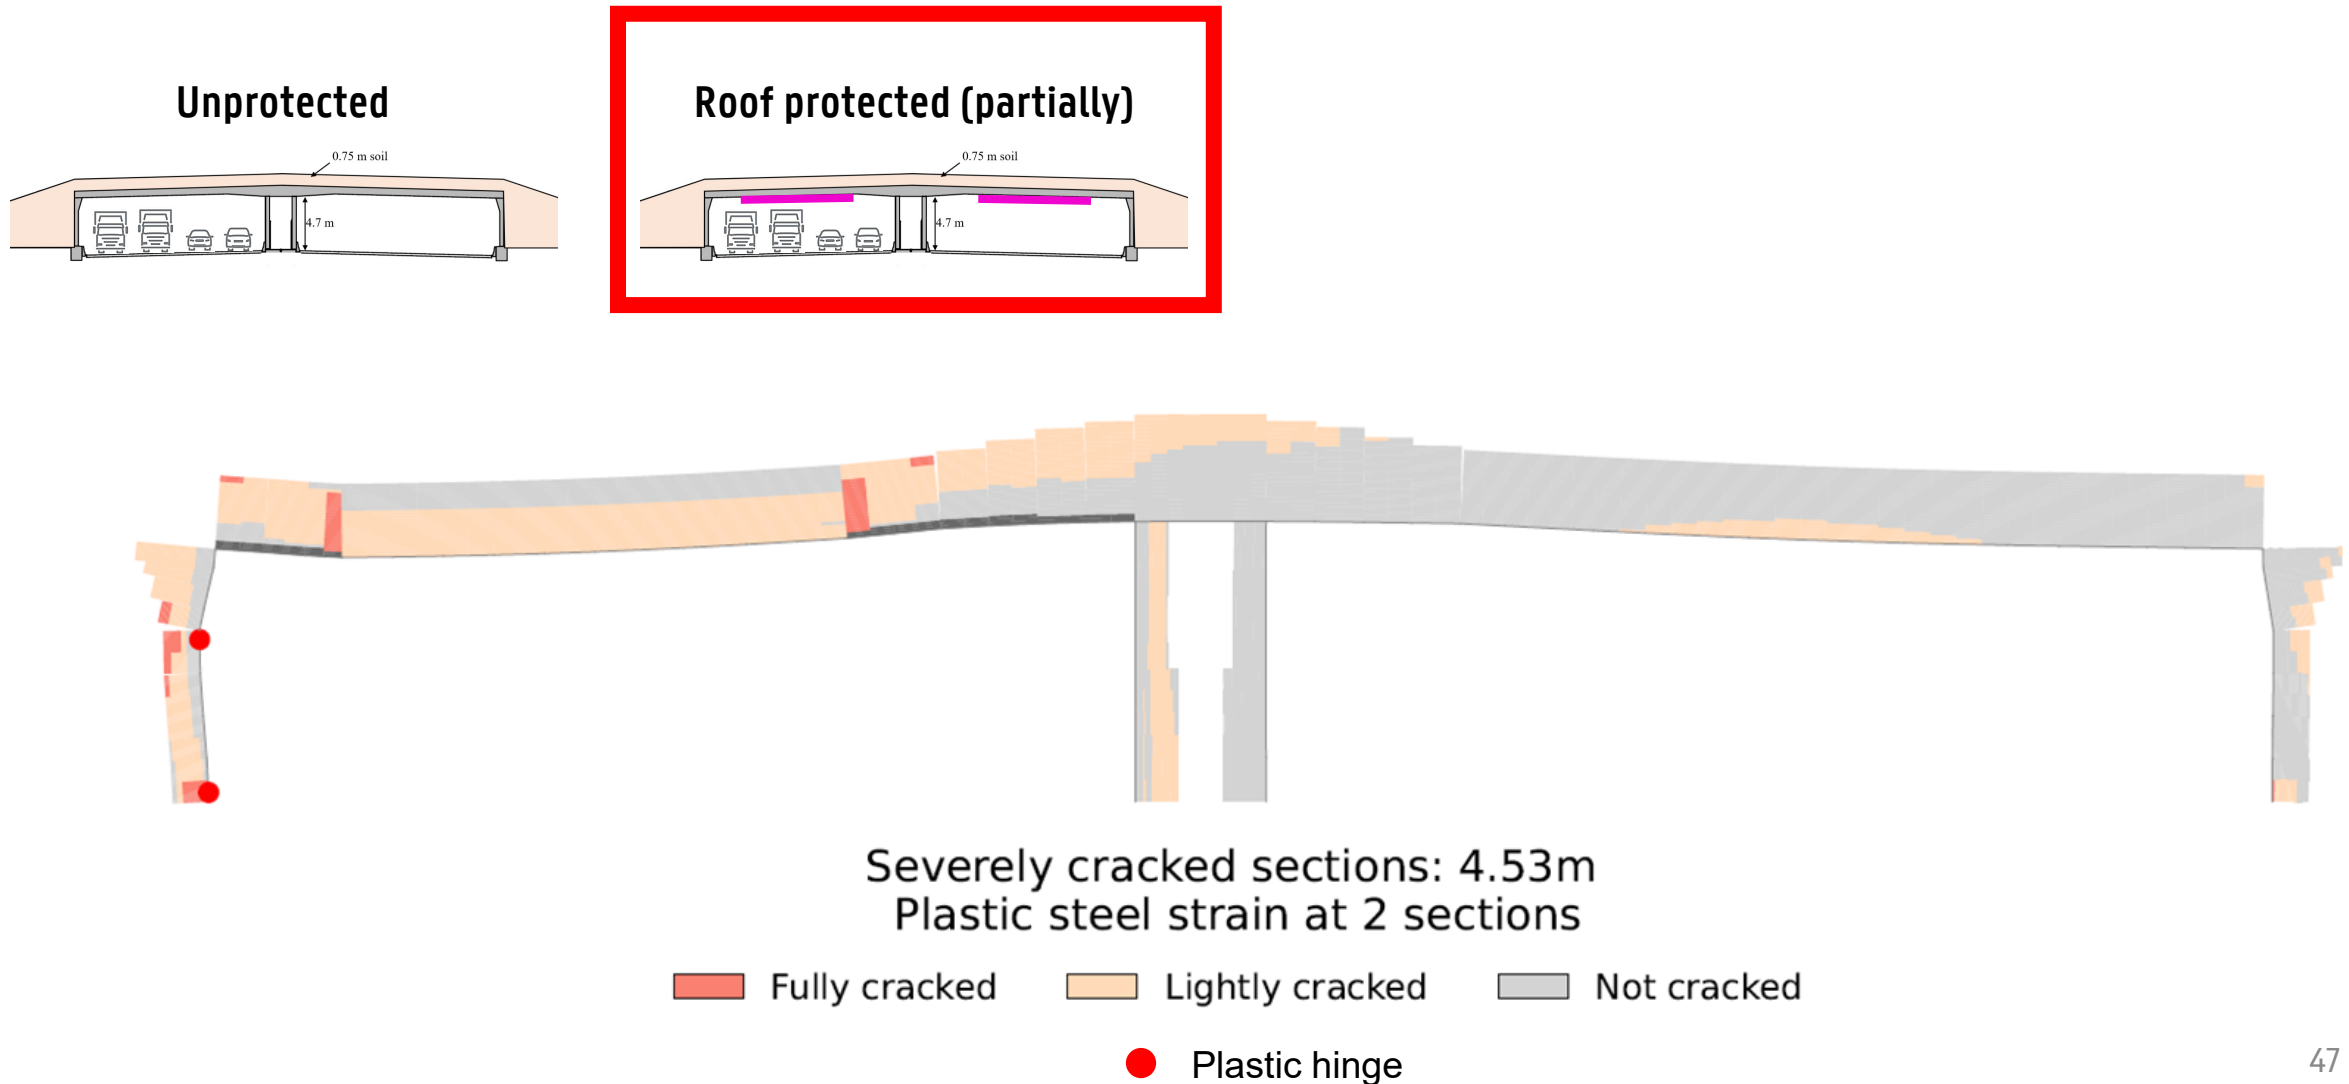 Unprotected
0.75 m soil
4.7 m
Roof protected (partially)
0.75 m soil
4.7 m
Severely cracked sections: 4.53m
Plastic steel strain at 2 sections
Fully cracked
Lightly cracked
Not cracked
Plastic hinge
47